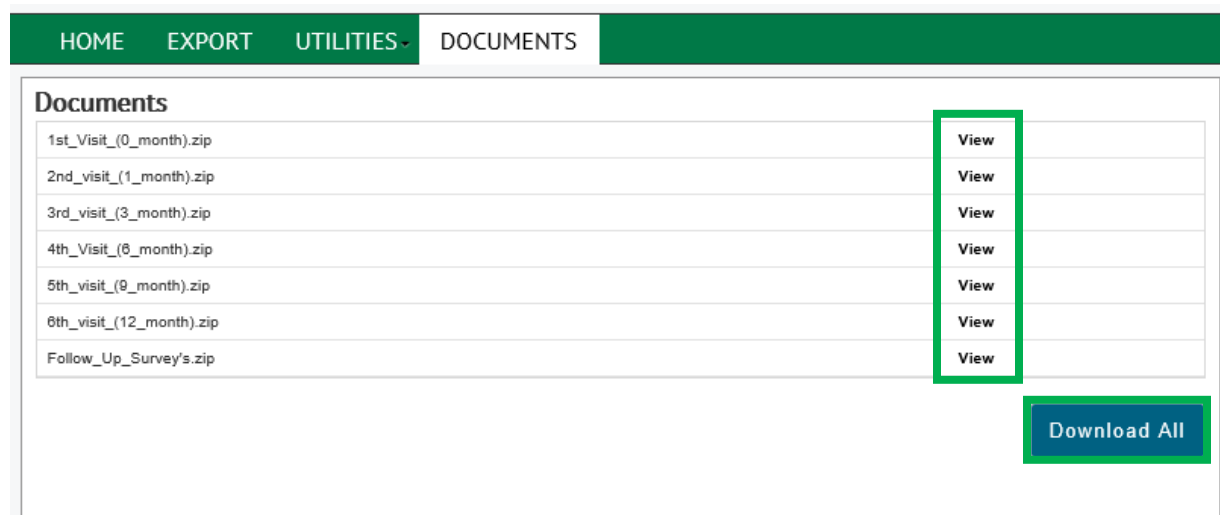 HOME EXPORT UTILITIES DOCUMENTS
Documents
1st_Visit_(0_month).zip View
2nd_visit_(1_month).zip View
3rd_visit_(3_month).zip View
4th_Visit_(6_month).zip View
5th_visit_(9_month).zip View
6th_visit_(12_month).zip View
Follow_Up_Survey's.zip View
Download All